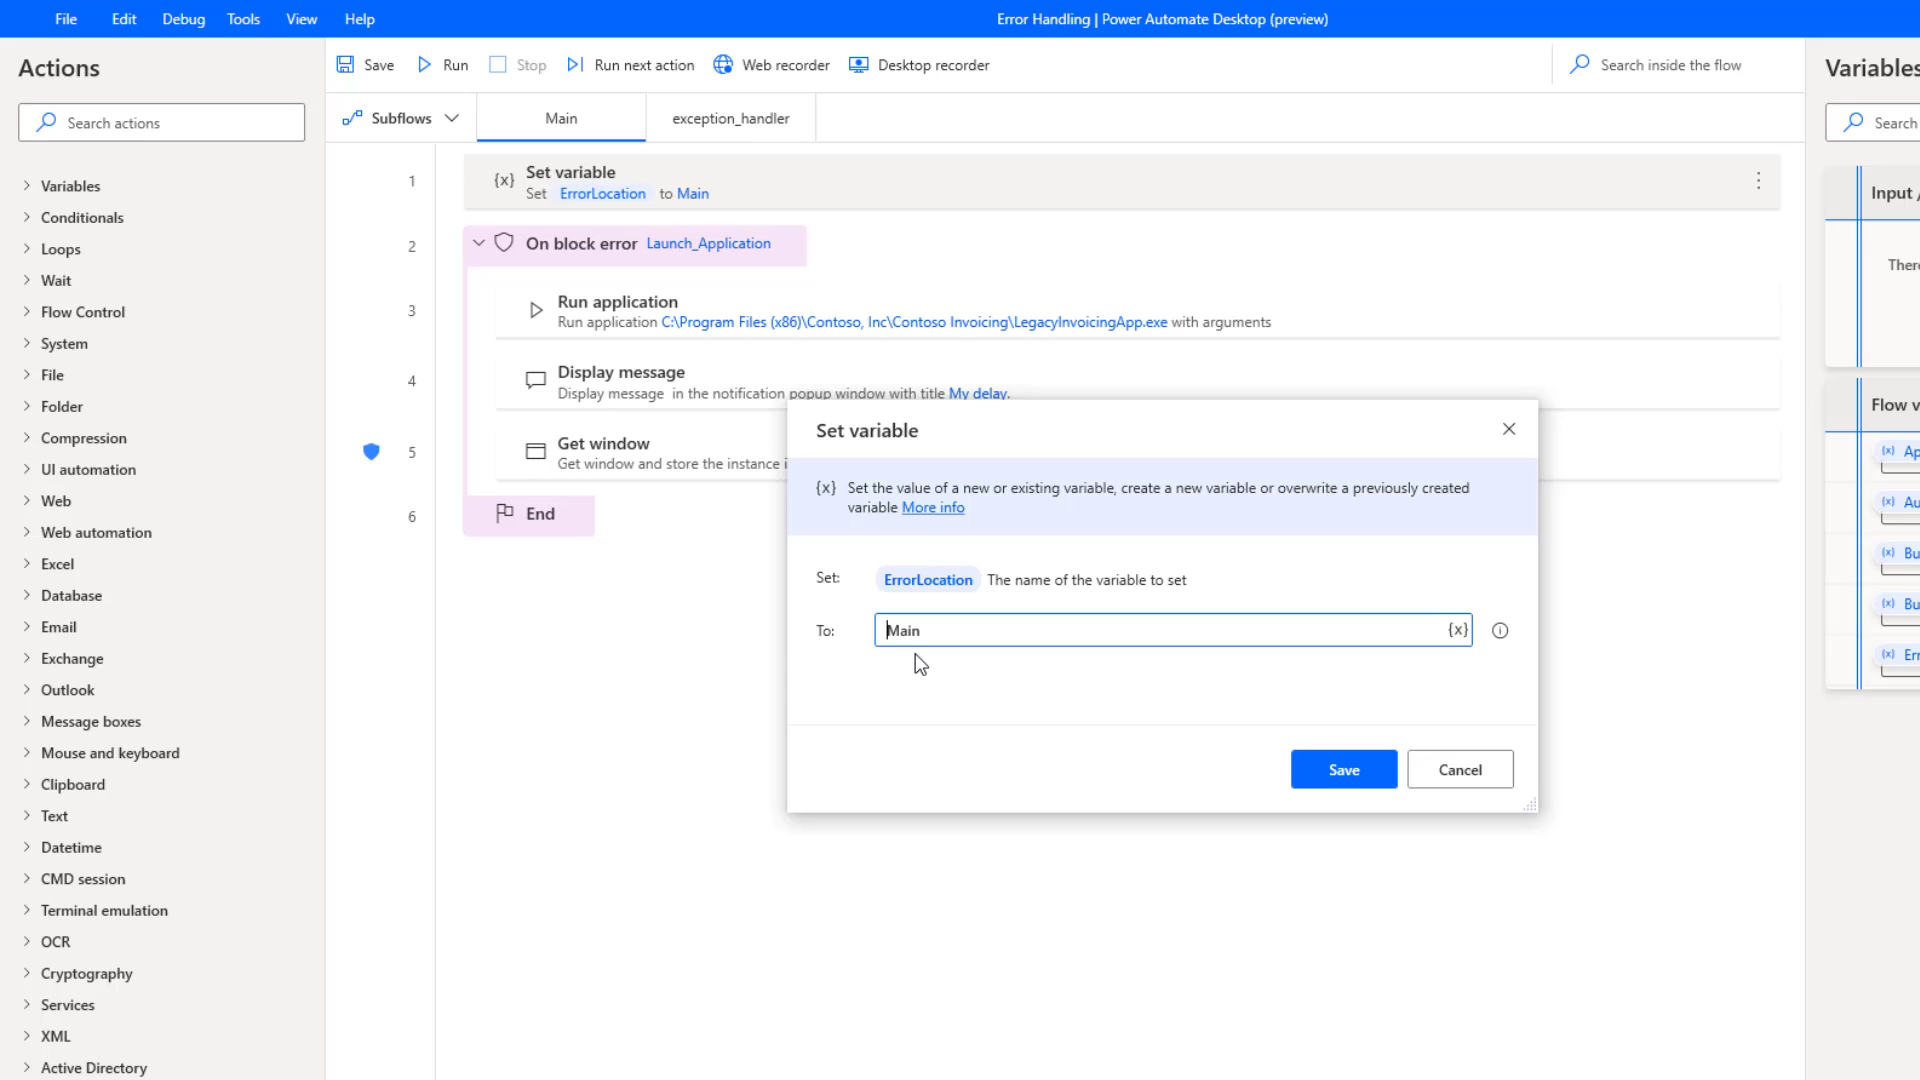 File Edit Debug Tools View Help
Error Handling | Power Automate Desktop (preview)
Actions
Search actions
Variables
Conditionals
Loops
Wait
Flow Control
System
File
Folder
Compression
UI automation
Web
Web automation
Excel
Database
Email
Exchange
Outlook
Message boxes
Mouse and keyboard
Clipboard
Text
Datetime
CMD session
Terminal emulation
OCR
Cryptography
Services
XML
Active Directory
Save Run Stop Run next action Web recorder Desktop recorder
Search inside the flow
Subflows Main exception_handler
1 {x} Set variable
Set ErrorLocation to Main
2 On block error Launch_Application
3 Run application
Run application C:\Program Files (x86)\Contoso, Inc\Contoso Invoicing\LegacyInvoicingApp.exe with arguments
4 Display message
Display message in the notification popup window with title My delay.
5 Get window
Get window and store the instance i
6 End
Set variable
{x} Set the value of a new or existing variable, create a new variable or overwrite a previously created
variable More info
Set: ErrorLocation The name of the variable to set
To: Main {x}
Save Cancel
Variables
Search
Input /
There
Flow v
(x) Ap
(x) Au
(x) Bu
(x) Bu
(x) Err